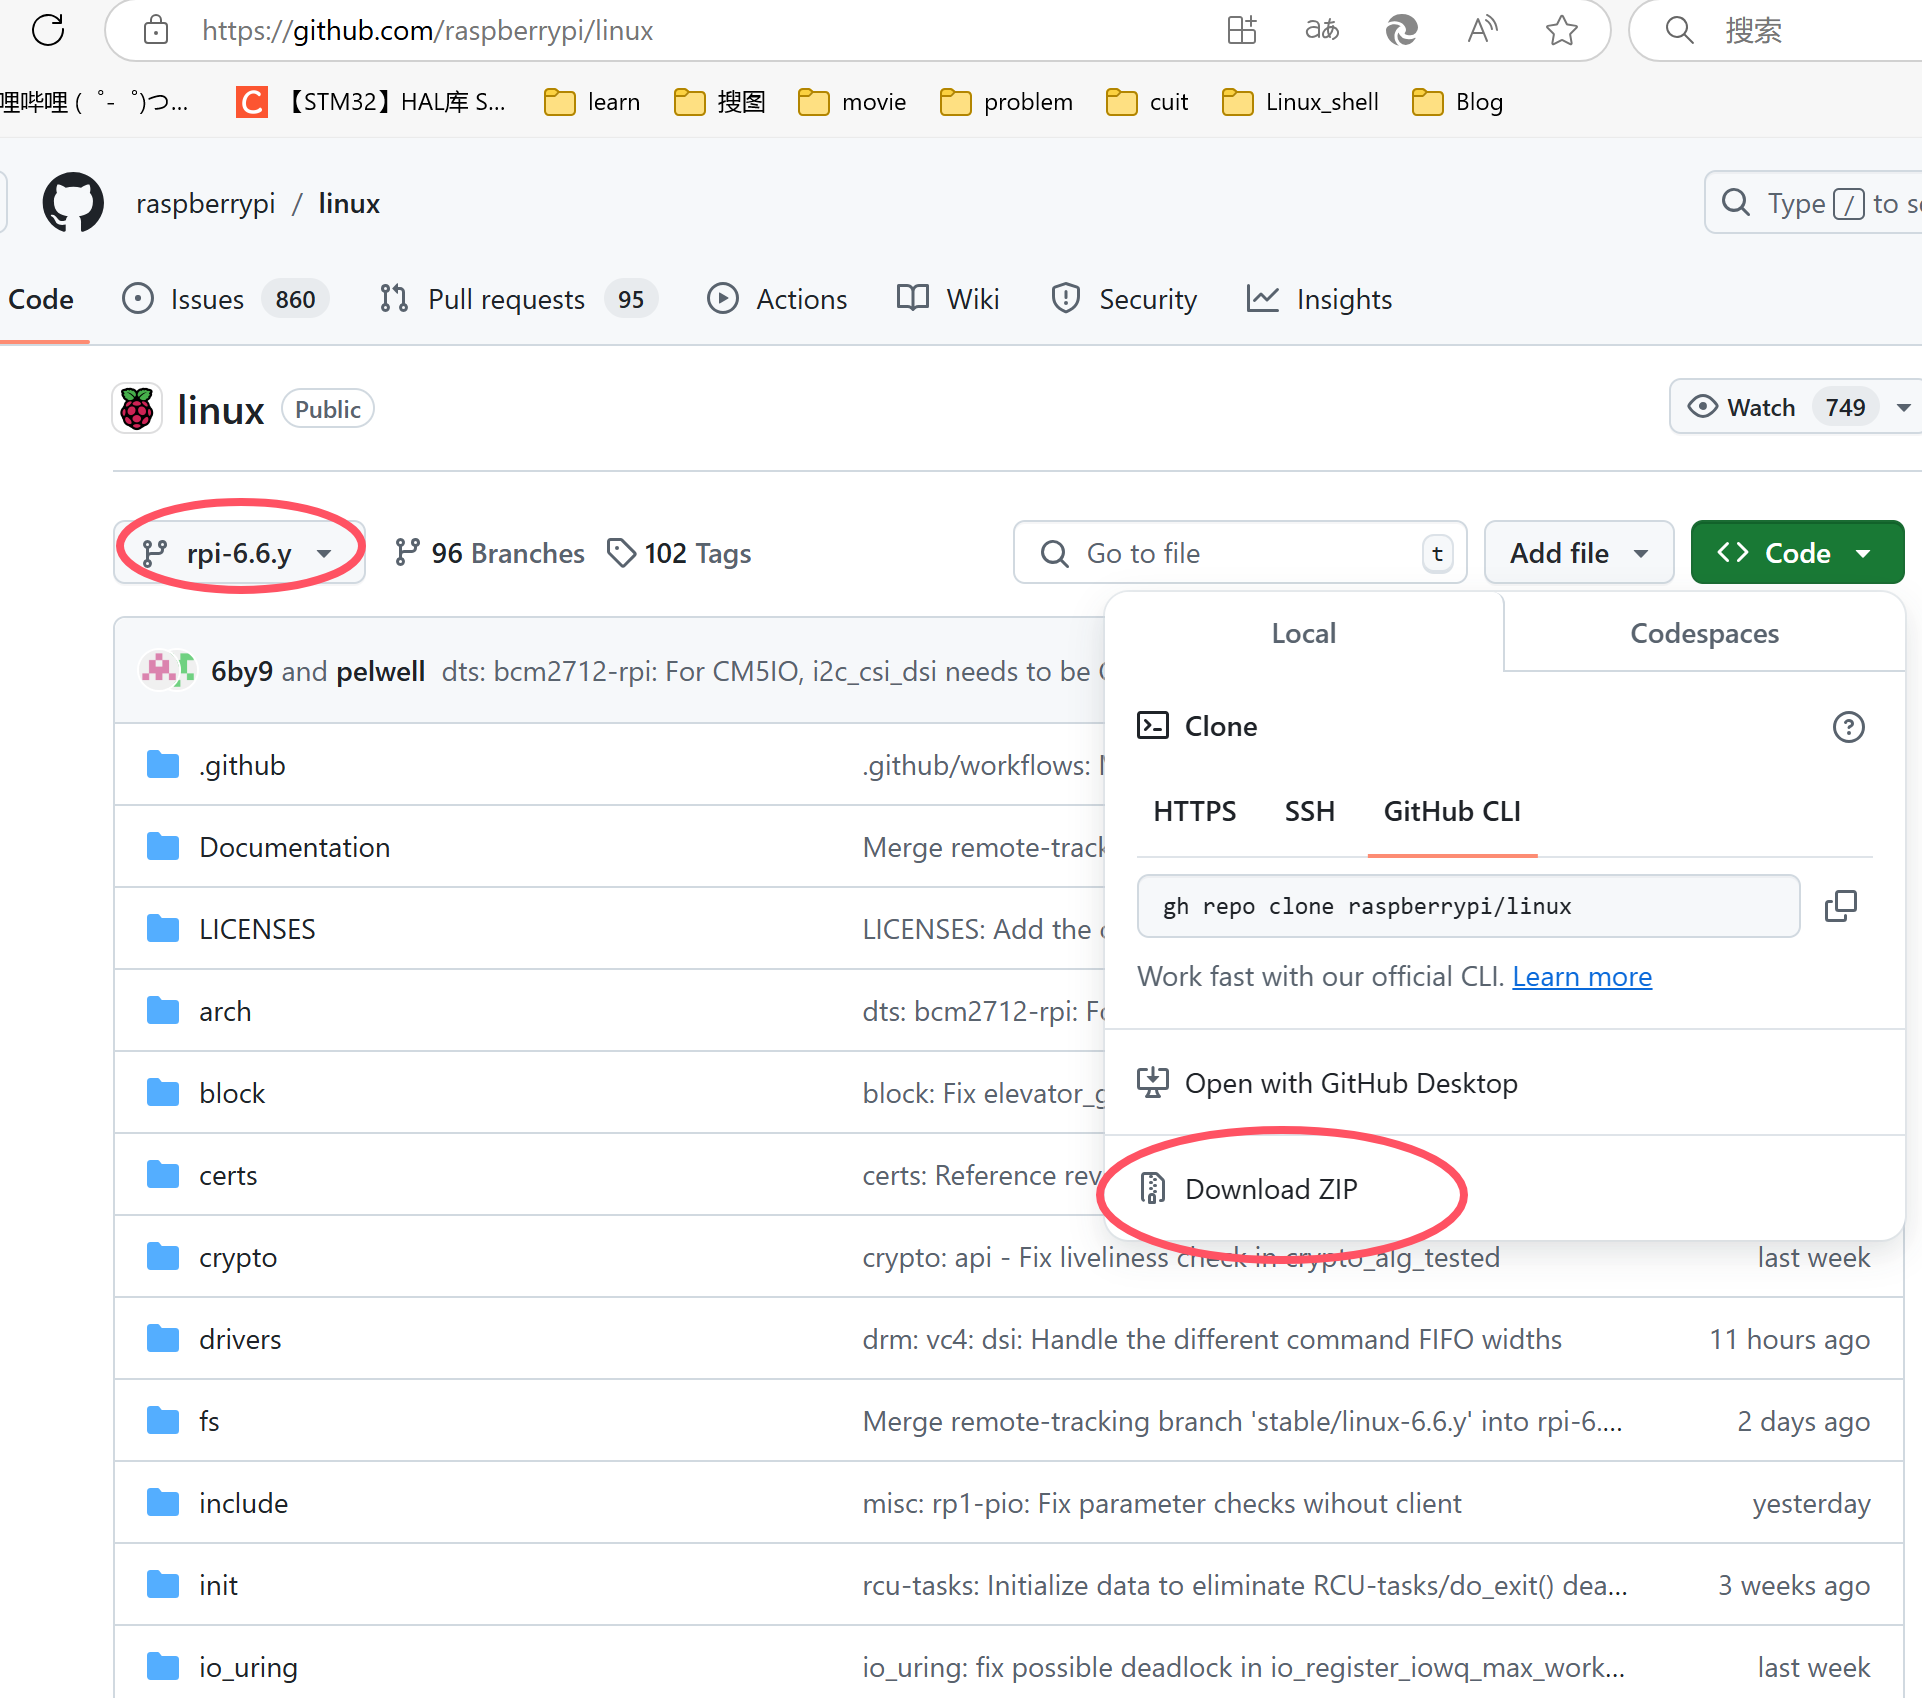 https://github.com/raspberrypi/linux
aあ
A
搜索
哩哔哩 ( ゜- ゜)つ...
C 【STM32】HAL库 S...
learn
搜图
movie
problem
cuit
Linux_shell
Blog
raspberrypi / linux
Type / to se
Code
Issues 860
Pull requests 95
Actions
Wiki
Security
Insights
linux Public
Watch 749
rpi-6.6.y
96 Branches
102 Tags
Go to file t
Add file
Code
Local
Codespaces
6by9 and pelwell dts: bcm2712-rpi: For CM5IO, i2c_csi_dsi needs to be
Clone
.github .github/workflows:
HTTPS SSH GitHub CLI
Documentation Merge remote-track
gh repo clone raspberrypi/linux
LICENSES LICENSES: Add the
Work fast with our official CLI. Learn more
arch dts: bcm2712-rpi: Fo
Open with GitHub Desktop
block block: Fix elevator_g
certs certs: Reference rev
Download ZIP
crypto crypto: api - Fix liveliness check in crypto_alg_tested last week
drivers drm: vc4: dsi: Handle the different command FIFO widths 11 hours ago
fs Merge remote-tracking branch 'stable/linux-6.6.y' into rpi-6.... 2 days ago
include misc: rp1-pio: Fix parameter checks wihout client yesterday
init rcu-tasks: Initialize data to eliminate RCU-tasks/do_exit() dea... 3 weeks ago
io_uring io_uring: fix possible deadlock in io_register_iowq_max_work... last week